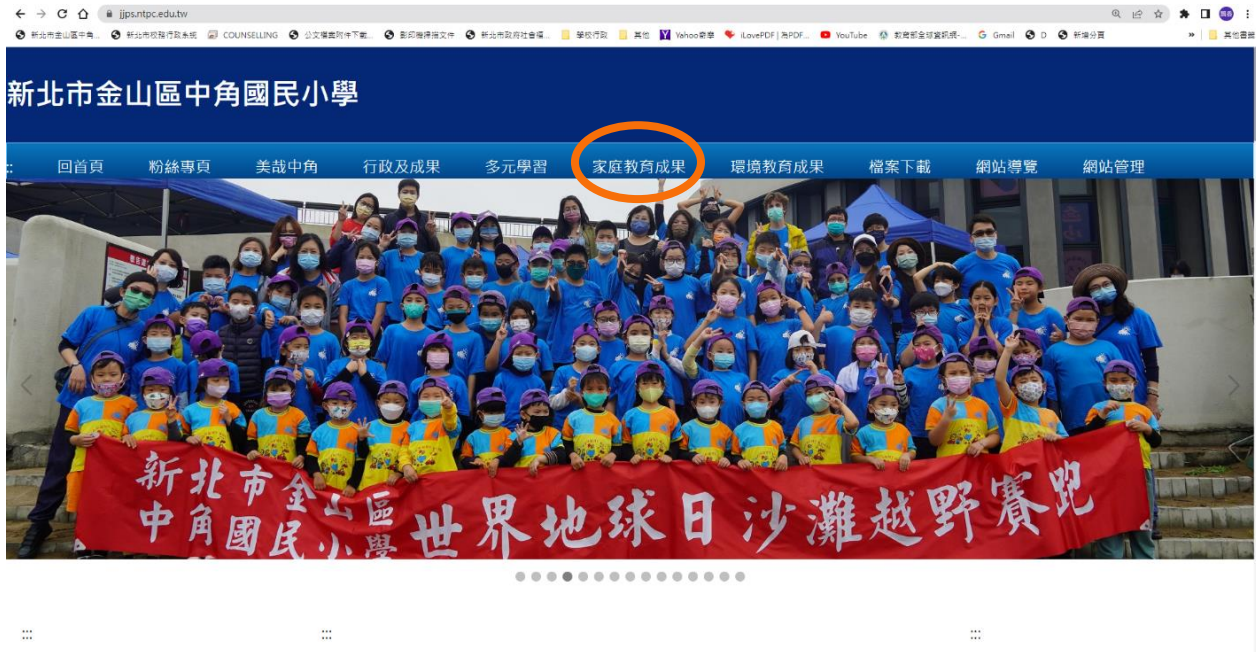 jjps.ntpc.edu.tw
新北市金山區中角... 新北市校務行政系統 COUNSELLING 公文檔案附件下載... 影印機掃描文件 新北市政府社會福... 學校行政 其他 Yahoo奇摩 iLovePDF | 為PDF... YouTube 教育部全球資訊網-... Gmail D 新增分頁 » 其他書籤
新北市金山區中角國民小學
::: 回首頁 粉絲專頁 美哉中角 行政及成果 多元學習 家庭教育成果 環境教育成果 檔案下載 網站導覽 網站管理
新北市金山區
中角國民小學
世界地球日沙灘越野賽跑
::: ::: :::